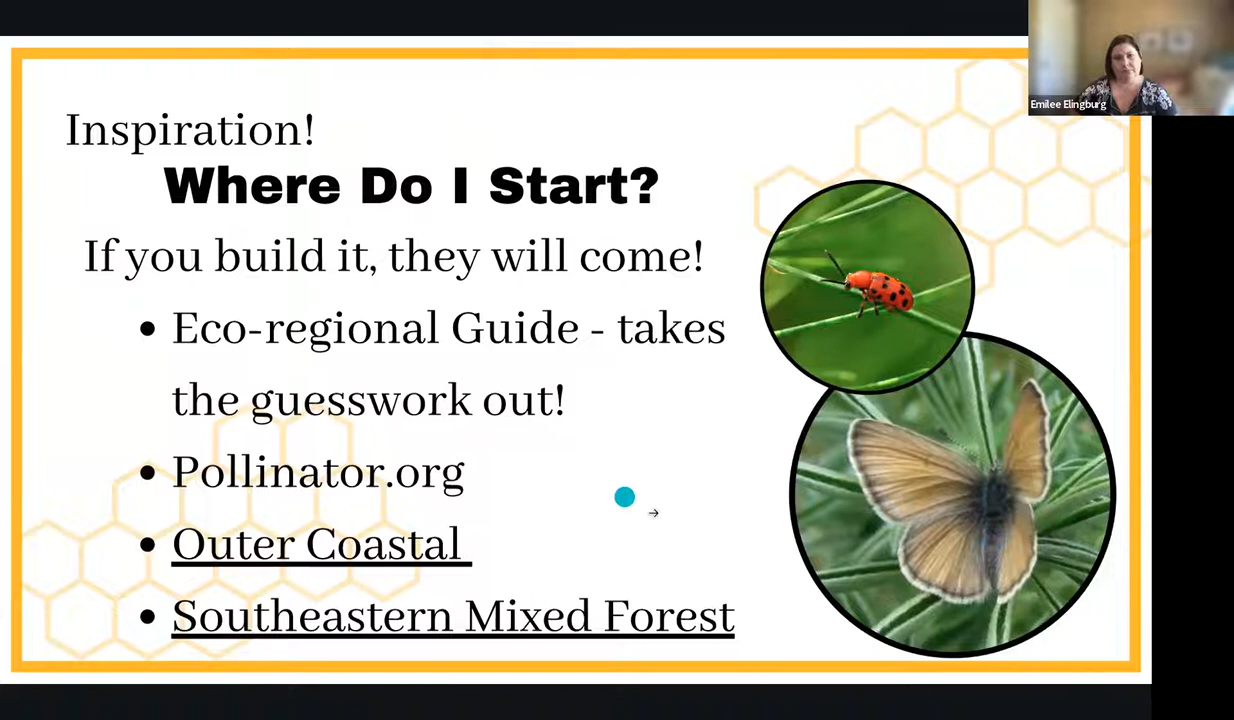 Emilee Elingburg
Inspiration!
Where Do I Start?
If you build it, they will come!
• Eco-regional Guide - takes
the guesswork out!
• Pollinator.org
• Outer Coastal
• Southeastern Mixed Forest